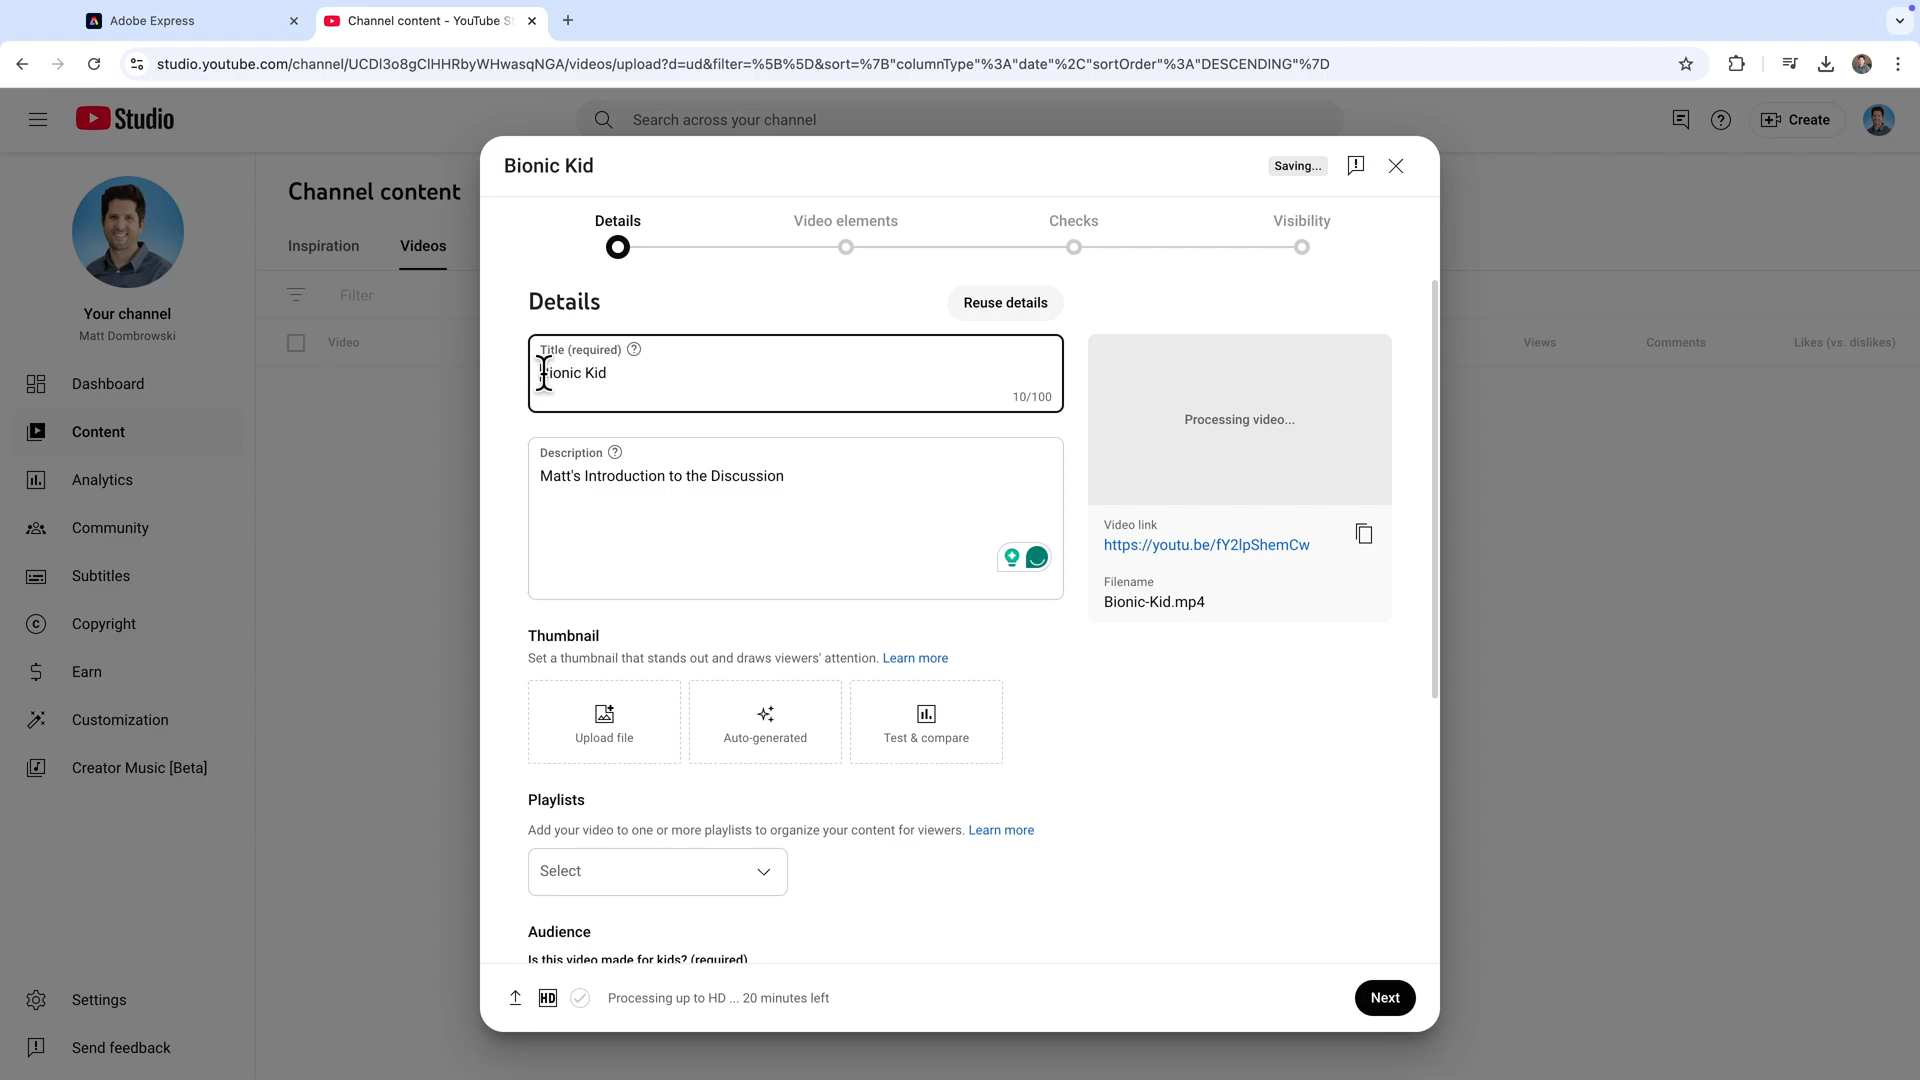 Adobe Express
Channel content - YouTube S
studio.youtube.com/channel/UCDl3o8gClHHRbyWHwasqNGA/videos/upload?d=ud&filter=%5B%5D&sort=%7B"columnType"%3A"date"%2C"sortOrder"%3A"DESCENDING"%7D
Studio
Search across your channel
Create
Your channel
Matt Dombrowski
Dashboard
Content
Analytics
Community
Subtitles
Copyright
Earn
Customization
Creator Music [Beta]
Settings
Send feedback
Channel content
Inspiration
Videos
Filter
Video
Views
Comments
Likes (vs. dislikes)
Bionic Kid
Saving...
Details
Video elements
Checks
Visibility
Details
Reuse details
Title (required)
Bionic Kid
10/100
Description
Matt's Introduction to the Discussion
Processing video...
Video link
https://youtu.be/fY2lpShemCw
Filename
Bionic-Kid.mp4
Thumbnail
Set a thumbnail that stands out and draws viewers' attention. Learn more
Upload file
Auto-generated
Test & compare
Playlists
Add your video to one or more playlists to organize your content for viewers. Learn more
Select
Audience
Is this video made for kids? (required)
HD
Processing up to HD ... 20 minutes left
Next